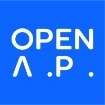 OPEN
Λ .P .